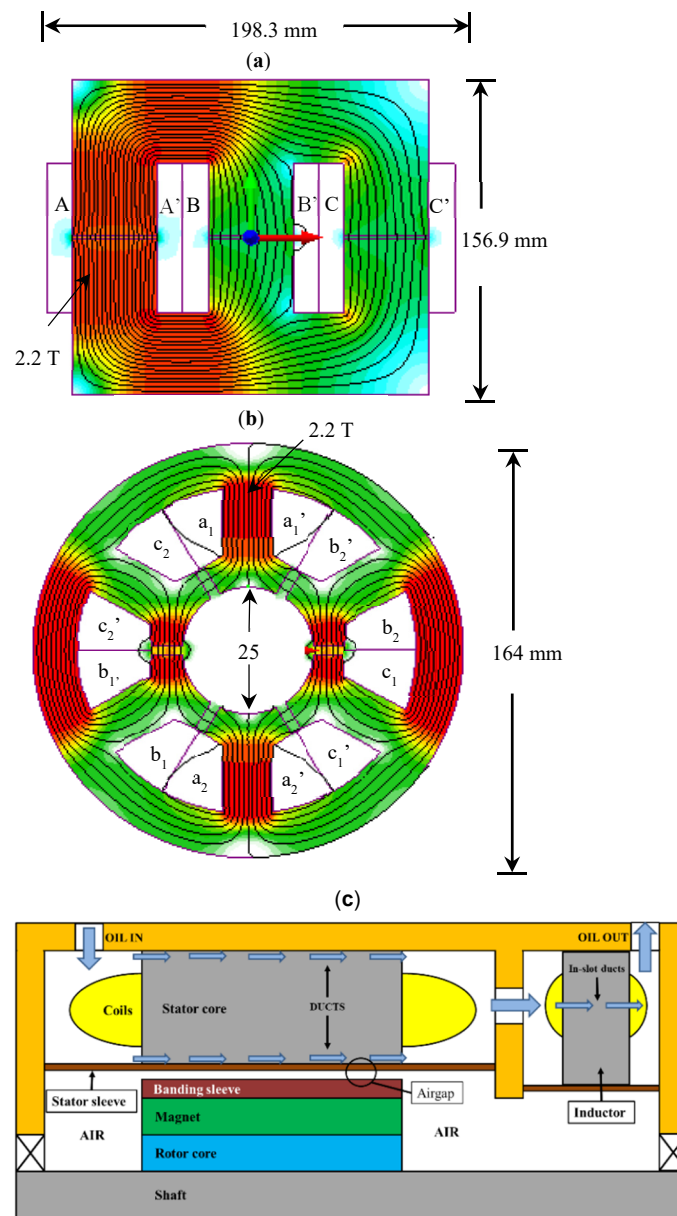 198.3 mm
(a)
A A' B B' C C'
156.9 mm
2.2 T
(b)
2.2 T
a1 a1'
c2 b2'
c2' b2
25
164 mm
b1' c1
b1 c1'
a2 a2'
(c)
OIL IN OIL OUT
In-slot ducts
Coils Stator core DUCTS
Stator sleeve Banding sleeve Airgap
Inductor
Magnet
AIR AIR
Rotor core
Shaft